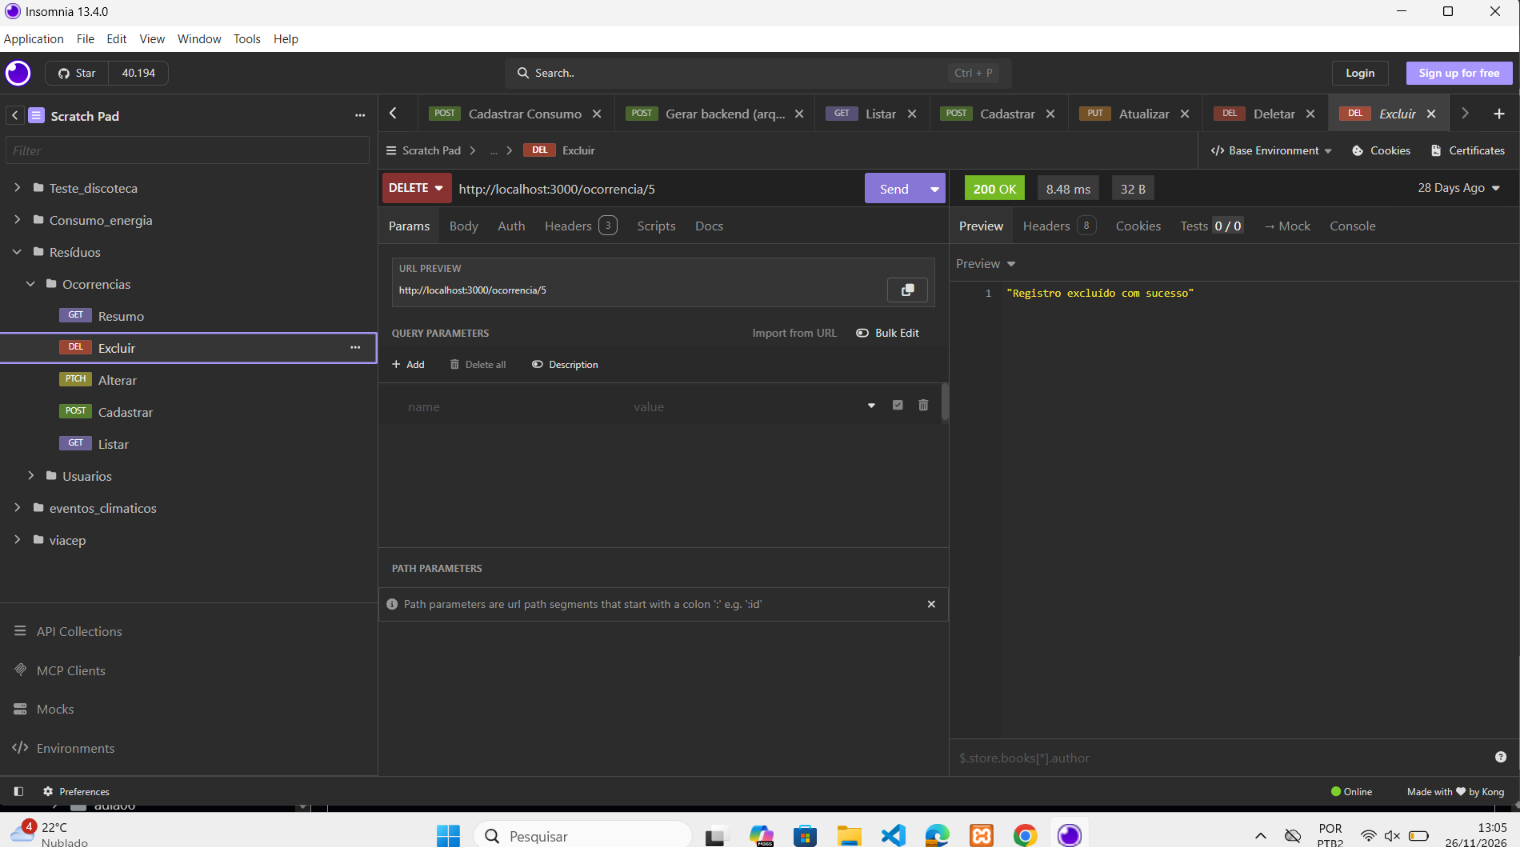 Insomnia 13.4.0
Application File Edit View Window Tools Help
Star 40.194
Search.. Ctrl + P
Login Sign up for free
Scratch Pad
Filter
Teste_discoteca
Consumo_energia
Resíduos
Ocorrencias
GET Resumo
DEL Excluir
PTCH Alterar
POST Cadastrar
GET Listar
Usuarios
eventos_climaticos
viacep
API Collections
MCP Clients
Mocks
Environments
Preferences
POST Cadastrar Consumo POST Gerar backend (arq... GET Listar POST Cadastrar PUT Atualizar DEL Deletar DEL Excluir
Scratch Pad ... DEL Excluir
Base Environment Cookies Certificates
DELETE http://localhost:3000/ocorrencia/5 Send
Params Body Auth Headers 3 Scripts Docs
URL PREVIEW
http://localhost:3000/ocorrencia/5
QUERY PARAMETERS Import from URL Bulk Edit
Add Delete all Description
name value
PATH PARAMETERS
Path parameters are url path segments that start with a colon ':' e.g. ':id'
200 OK 8.48 ms 32 B 28 Days Ago
Preview Headers 8 Cookies Tests 0 / 0 → Mock Console
Preview
1 "Registro excluído com sucesso"
$.store.books[*].author
Online Made with ❤ by Kong
aula06
4 22°C
Nublado
Pesquisar
M365
POR
PTB2
13:05
26/11/2026